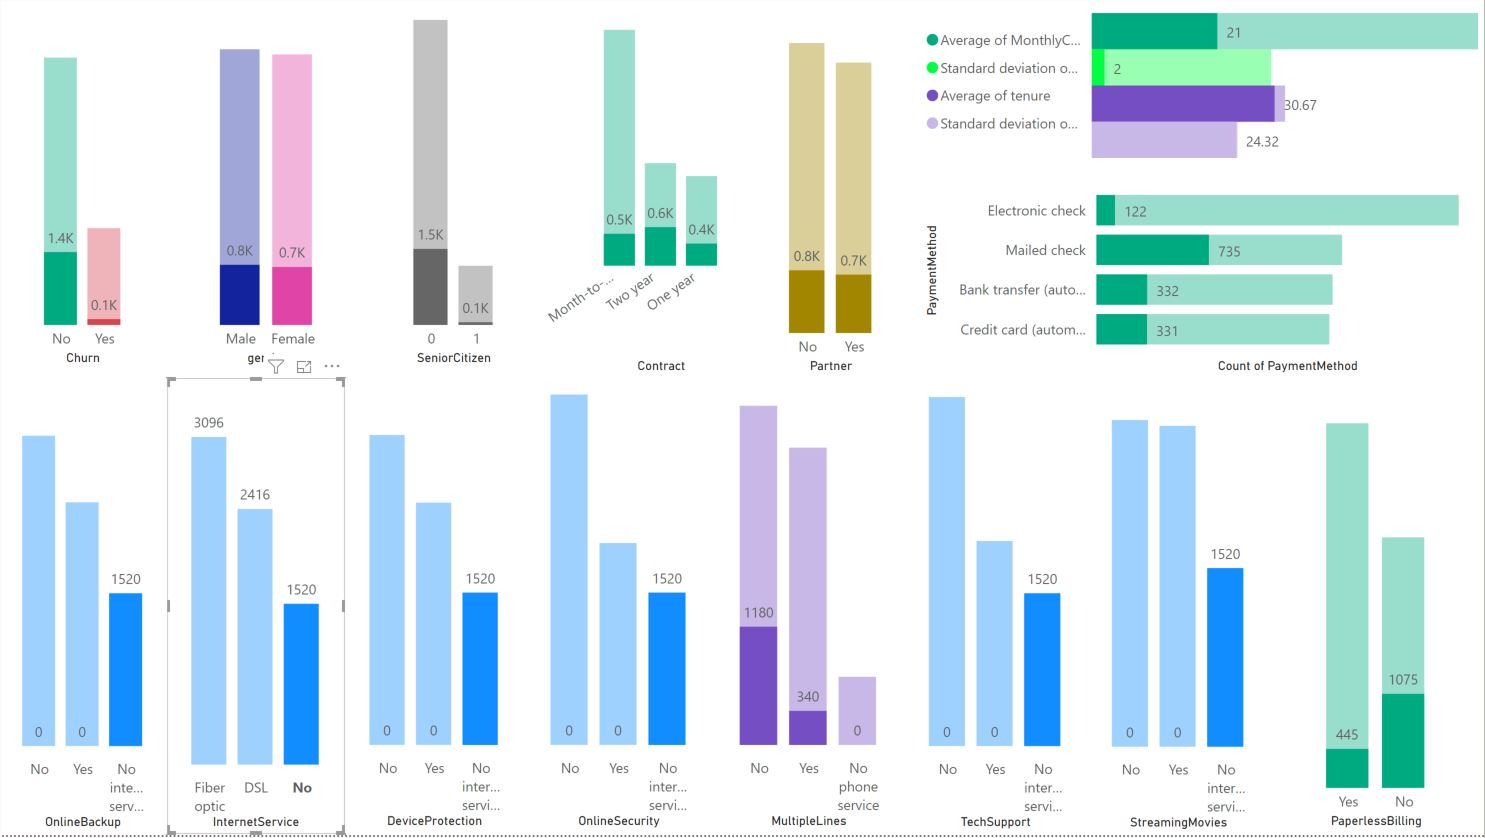 1.4K
0.1K
No
Yes
Churn
0.8K
0.7K
Male
Female
1.5K
0.1K
0
1
SeniorCitizen
0.5K
0.6K
0.4K
Month-to-...
Two year
One year
Contract
0.8K
0.7K
No
Yes
Partner
Average of MonthlyC...
Standard deviation o...
Average of tenure
Standard deviation o...
21
2
30.67
24.32
PaymentMethod
Electronic check
122
Mailed check
735
Bank transfer (auto...
332
Credit card (autom...
331
Count of PaymentMethod
0
0
1520
No
Yes
No
inte...
serv...
OnlineBackup
3096
2416
1520
Fiber
optic
DSL
No
InternetService
0
0
1520
No
Yes
No
inter...
servi...
DeviceProtection
0
0
1520
No
Yes
No
inter...
servi...
OnlineSecurity
1180
340
0
No
Yes
No
phone
service
MultipleLines
0
0
1520
No
Yes
No
inter...
servi...
TechSupport
0
0
1520
No
Yes
No
inter...
servi...
StreamingMovies
445
1075
Yes
No
PaperlessBilling